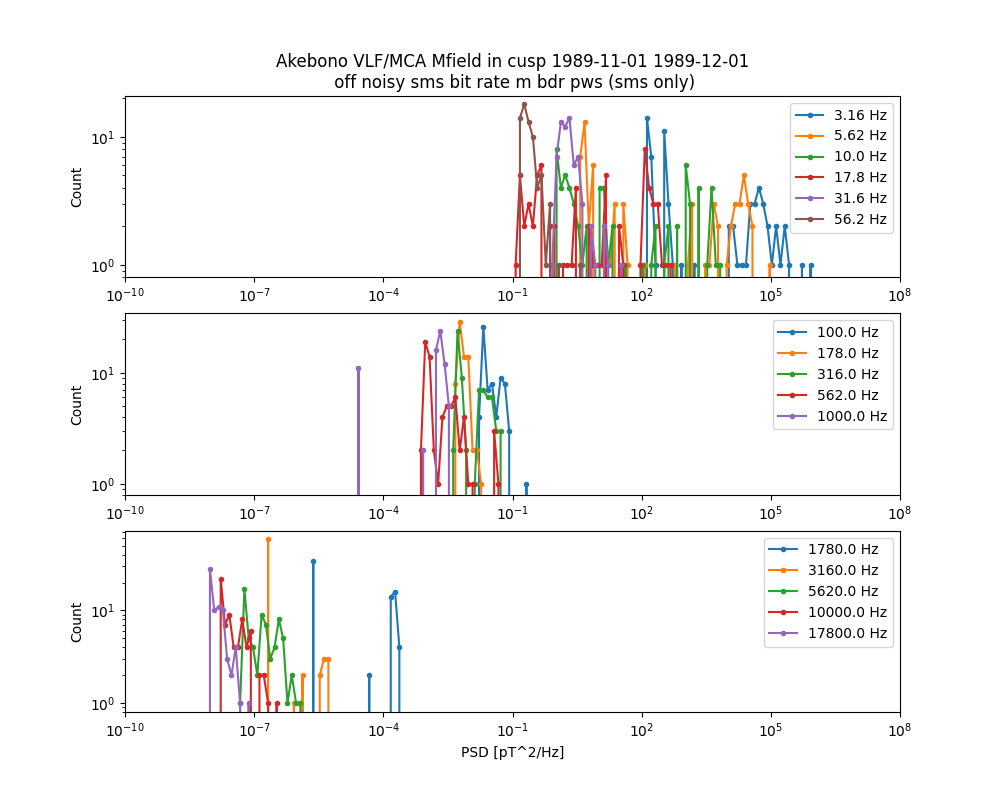 Akebono VLF/MCA Mfield in cusp 1989-11-01 1989-12-01
off noisy sms bit rate m bdr pws (sms only)
Count
10^1
10^0
3.16 Hz
5.62 Hz
10.0 Hz
17.8 Hz
31.6 Hz
56.2 Hz
10^-10 10^-7 10^-4 10^-1 10^2 10^5 10^8
Count
10^1
10^0
100.0 Hz
178.0 Hz
316.0 Hz
562.0 Hz
1000.0 Hz
10^-10 10^-7 10^-4 10^-1 10^2 10^5 10^8
Count
10^1
10^0
1780.0 Hz
3160.0 Hz
5620.0 Hz
10000.0 Hz
17800.0 Hz
10^-10 10^-7 10^-4 10^-1 10^2 10^5 10^8
PSD [pT^2/Hz]